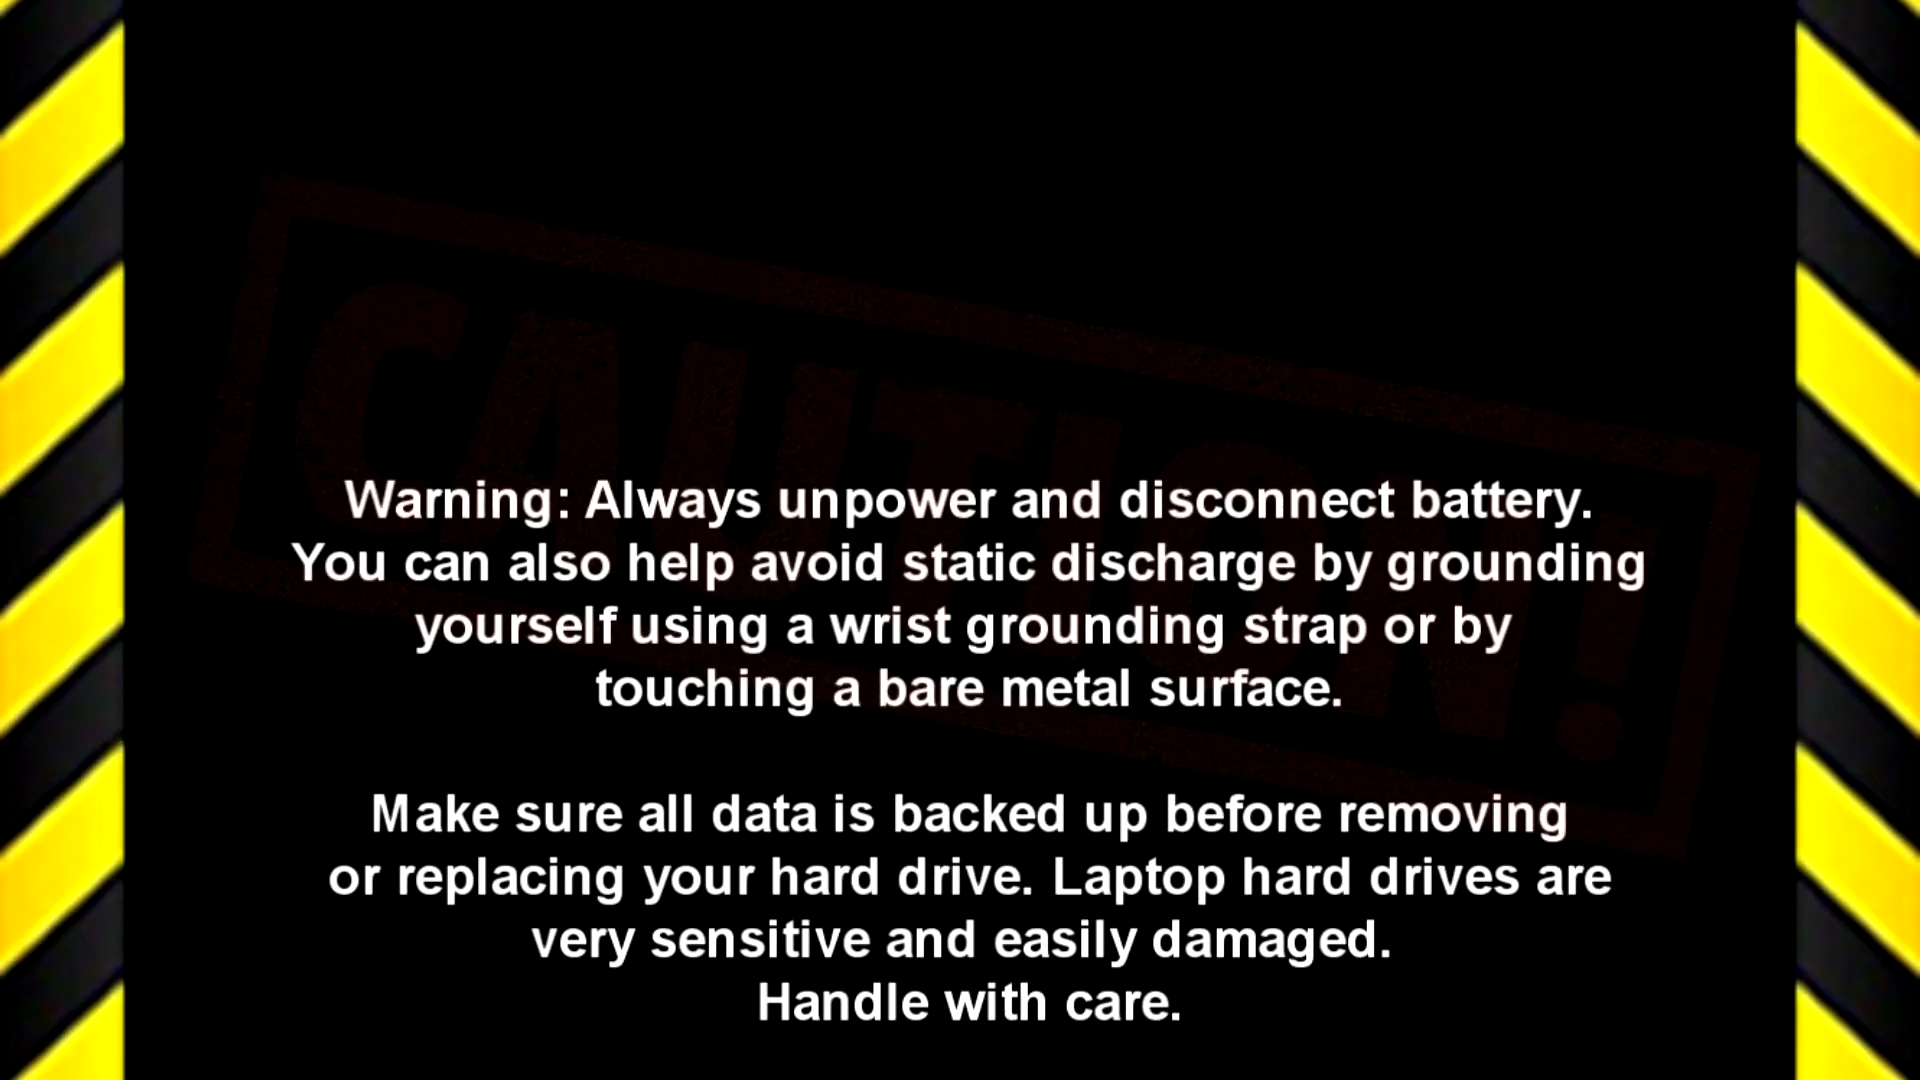 CAUTION!
Warning: Always unpower and disconnect battery.
You can also help avoid static discharge by grounding
yourself using a wrist grounding strap or by
touching a bare metal surface.
Make sure all data is backed up before removing
or replacing your hard drive. Laptop hard drives are
very sensitive and easily damaged.
Handle with care.